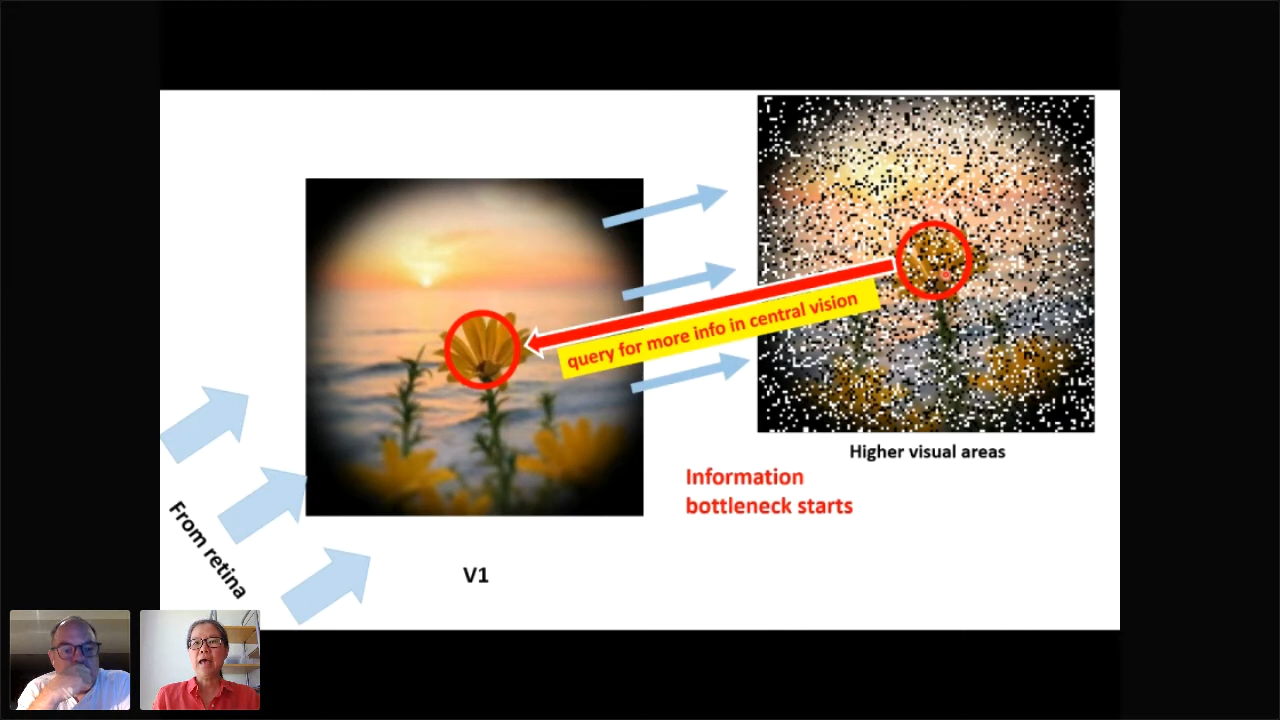 query for more info in central vision
Higher visual areas
Information
bottleneck starts
From retina
V1